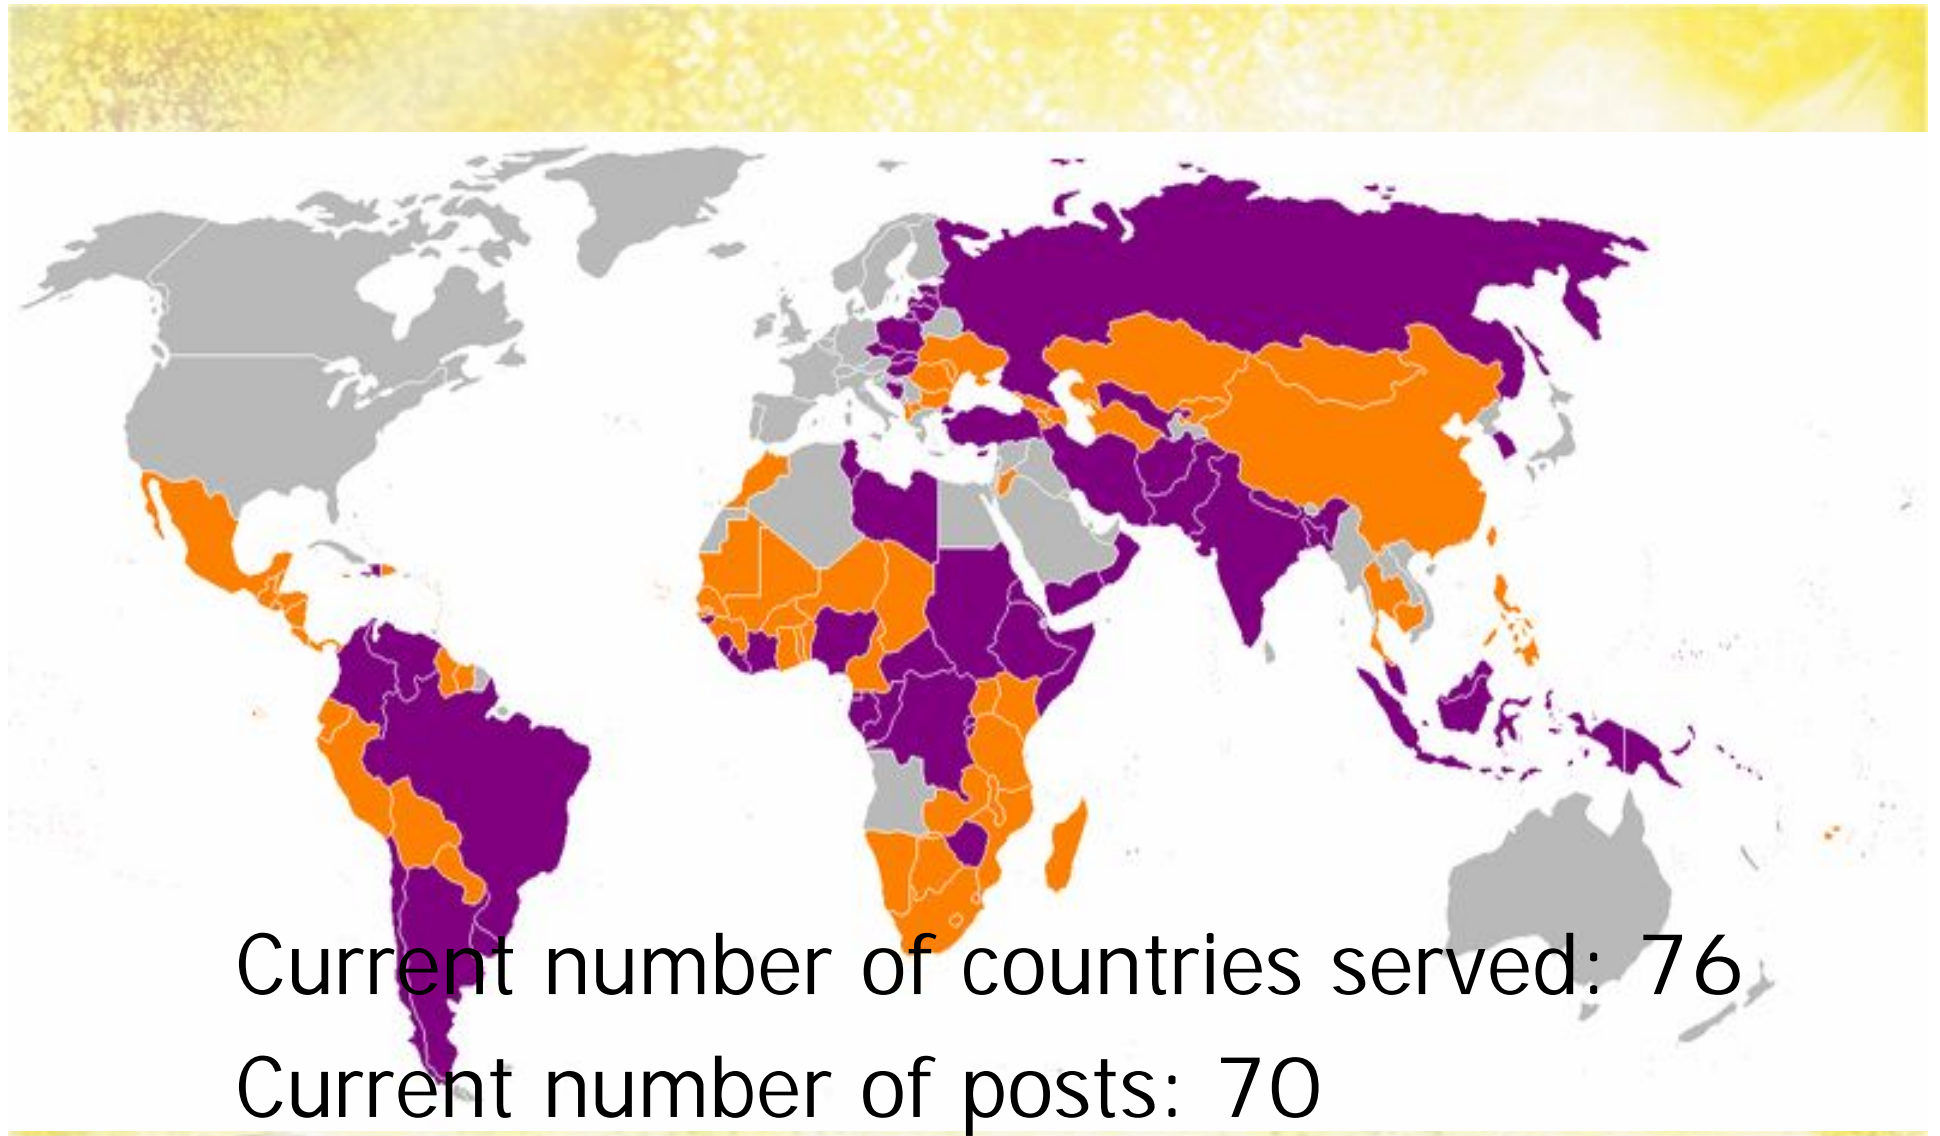 Current number of countries served: 76
Current number of posts: 70